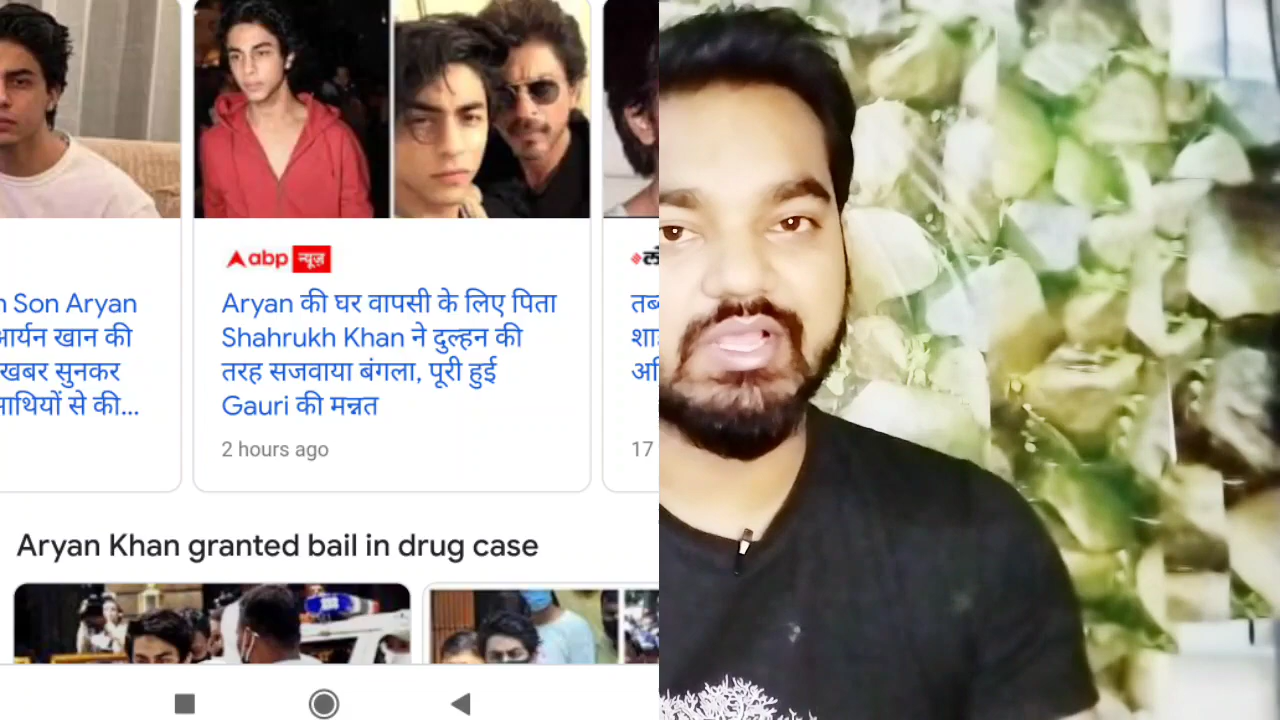 abp न्यूज़
n Son Aryan
आर्यन खान की
खबर सुनकर
साथियों से की...
Aryan की घर वापसी के लिए पिता
Shahrukh Khan ने दुल्हन की
तरह सजवाया बंगला, पूरी हुई
Gauri की मन्नत
2 hours ago
17
Aryan Khan granted bail in drug case